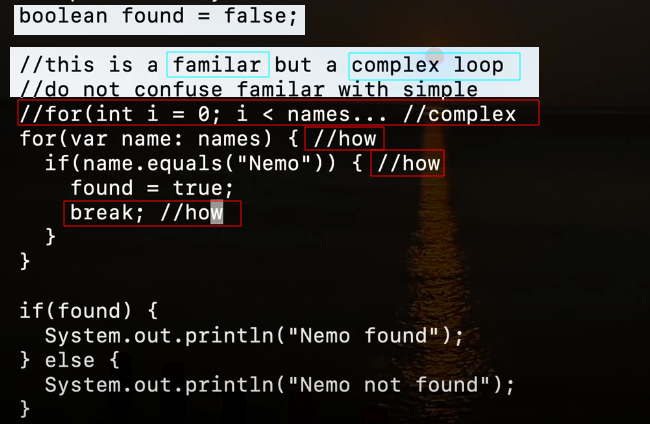 boolean found = false;
//this is a familar but a complex loop
//do not confuse familar with simple
//for(int i = 0; i < names... //complex
for(var name: names) { //how
if(name.equals("Nemo")) { //how
found = true;
break; //how
}
}
if(found) {
System.out.println("Nemo found");
} else {
System.out.println("Nemo not found");
}